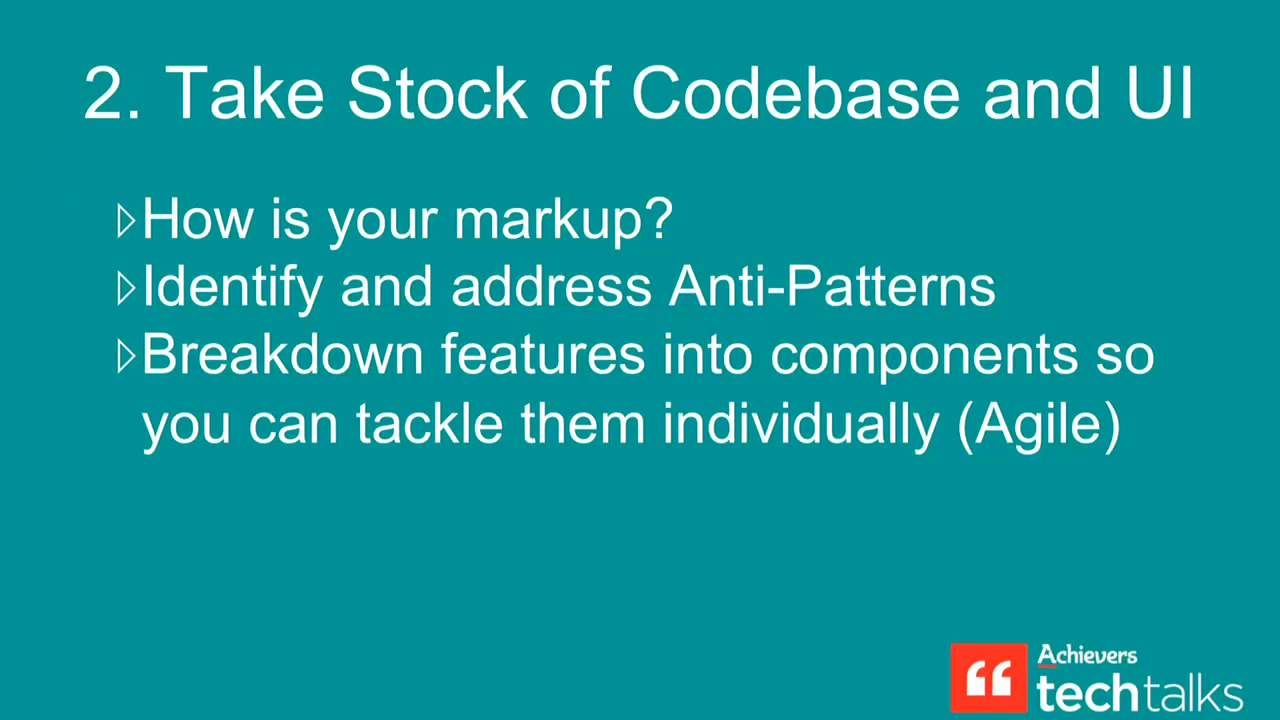 2. Take Stock of Codebase and UI
How is your markup?
Identify and address Anti-Patterns
Breakdown features into components so
you can tackle them individually (Agile)
Achievers
techtalks